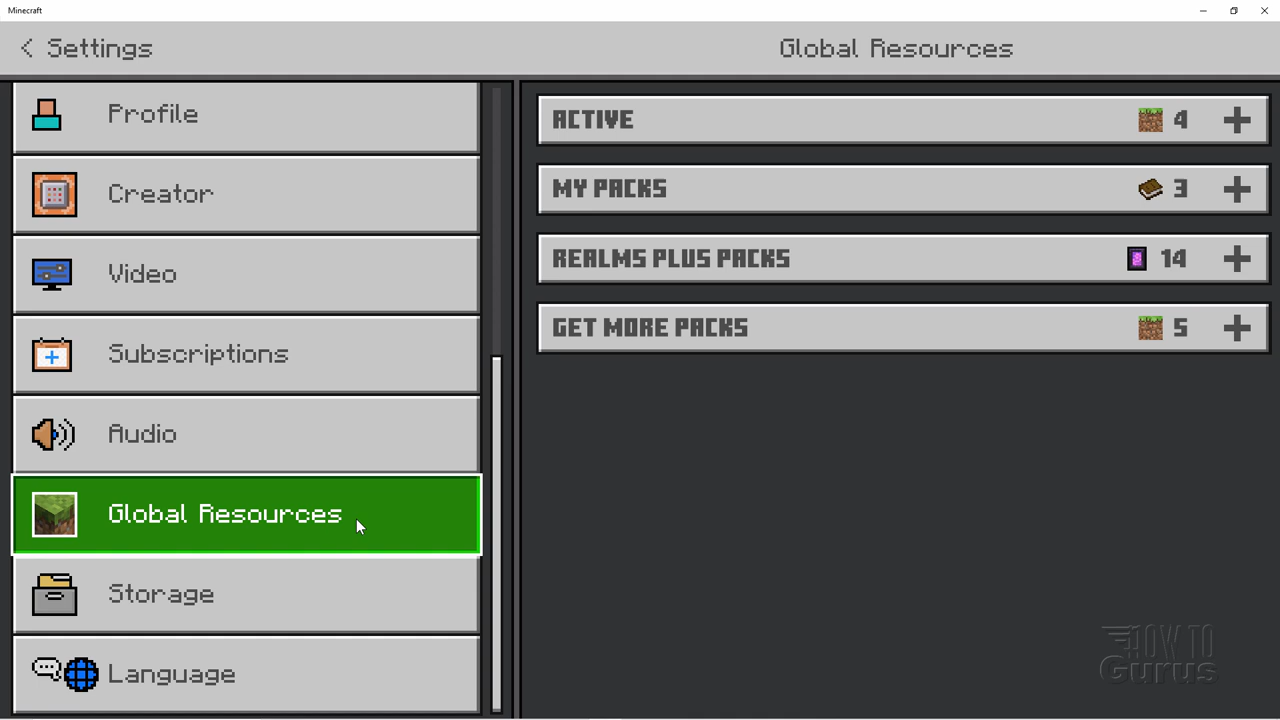 Minecraft
Settings
Global Resources
Profile
Creator
Video
Subscriptions
Audio
Global Resources
Storage
Language
ACTIVE 4
MY PACKS 3
REALMS PLUS PACKS 14
GET MORE PACKS 5
HOW TO
Gurus